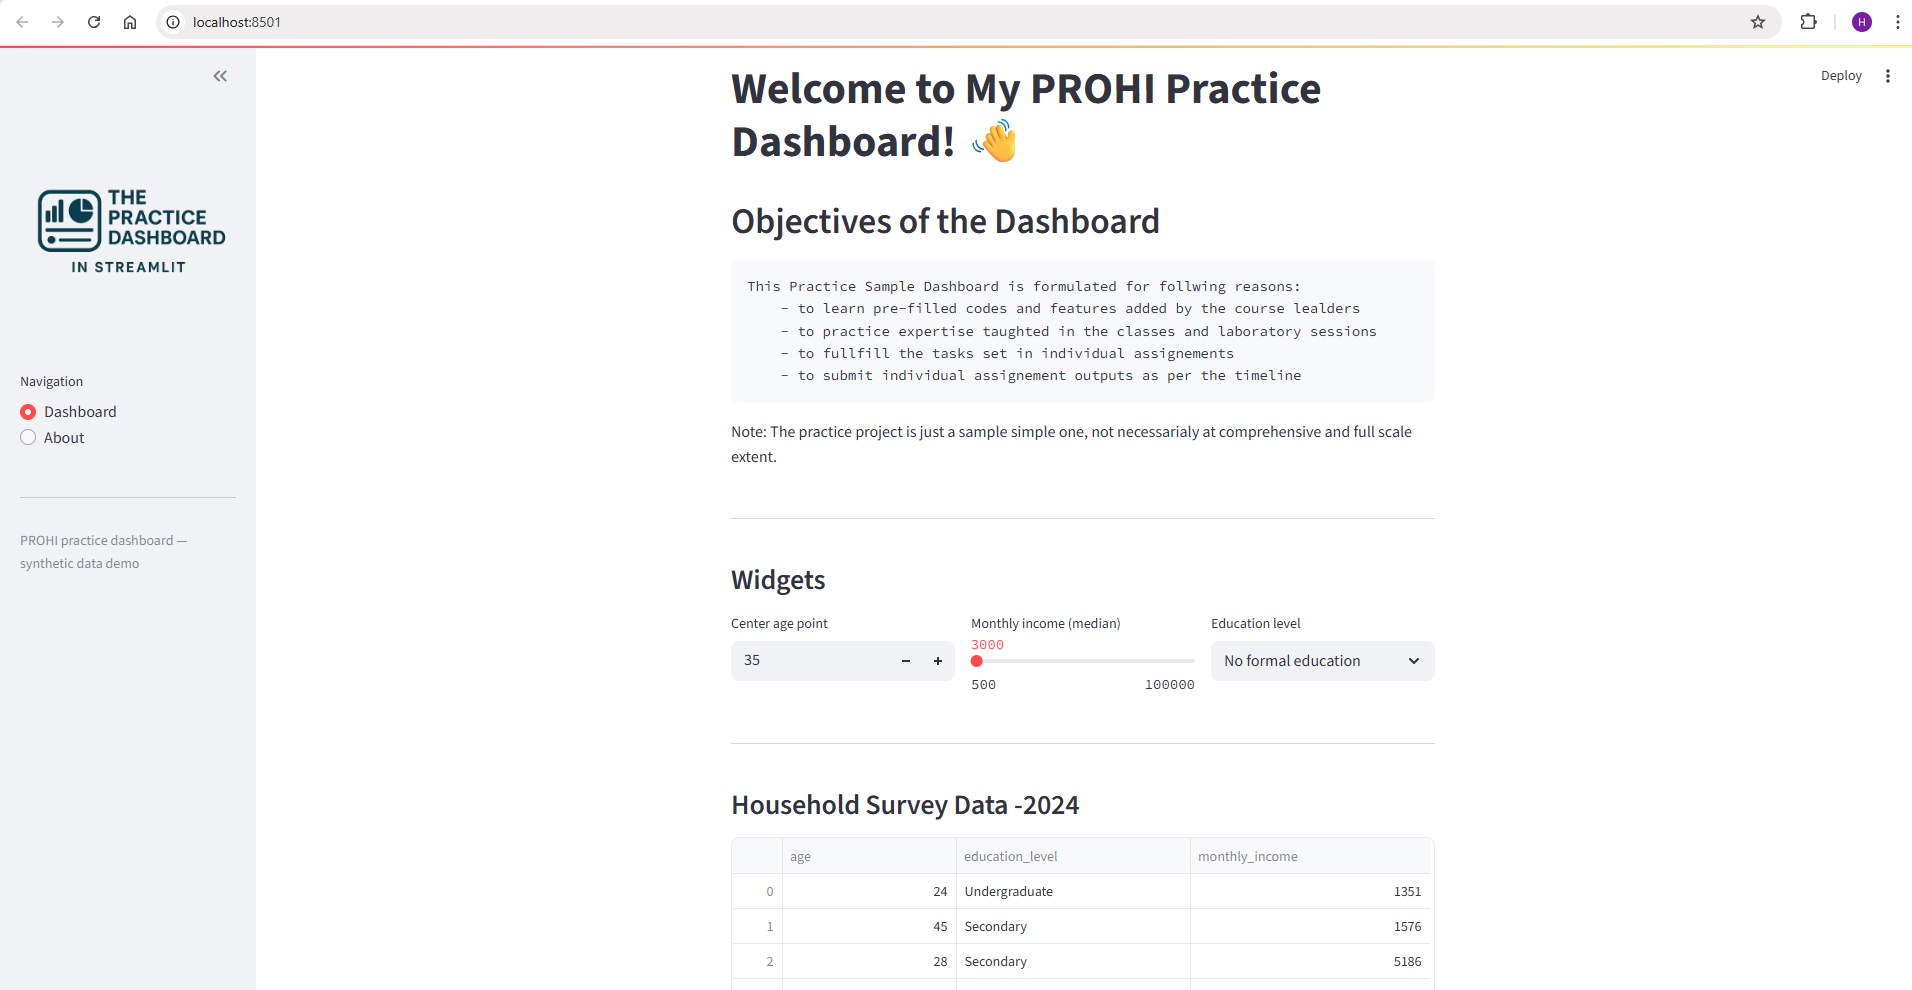 localhost:8501
H
Deploy
THE
PRACTICE
DASHBOARD
IN STREAMLIT
Navigation
Dashboard
About
PROHI practice dashboard —
synthetic data demo
Welcome to My PROHI Practice
Dashboard! 👋
Objectives of the Dashboard
This Practice Sample Dashboard is formulated for follwing reasons:
- to learn pre-filled codes and features added by the course lealders
- to practice expertise taughted in the classes and laboratory sessions
- to fullfill the tasks set in individual assignements
- to submit individual assignement outputs as per the timeline
Note: The practice project is just a sample simple one, not necessarialy at comprehensive and full scale
extent.
Widgets
Center age point Monthly income (median) Education level
3000
35 No formal education
500 100000
Household Survey Data -2024
age education_level monthly_income
0 24 Undergraduate 1351
1 45 Secondary 1576
2 28 Secondary 5186